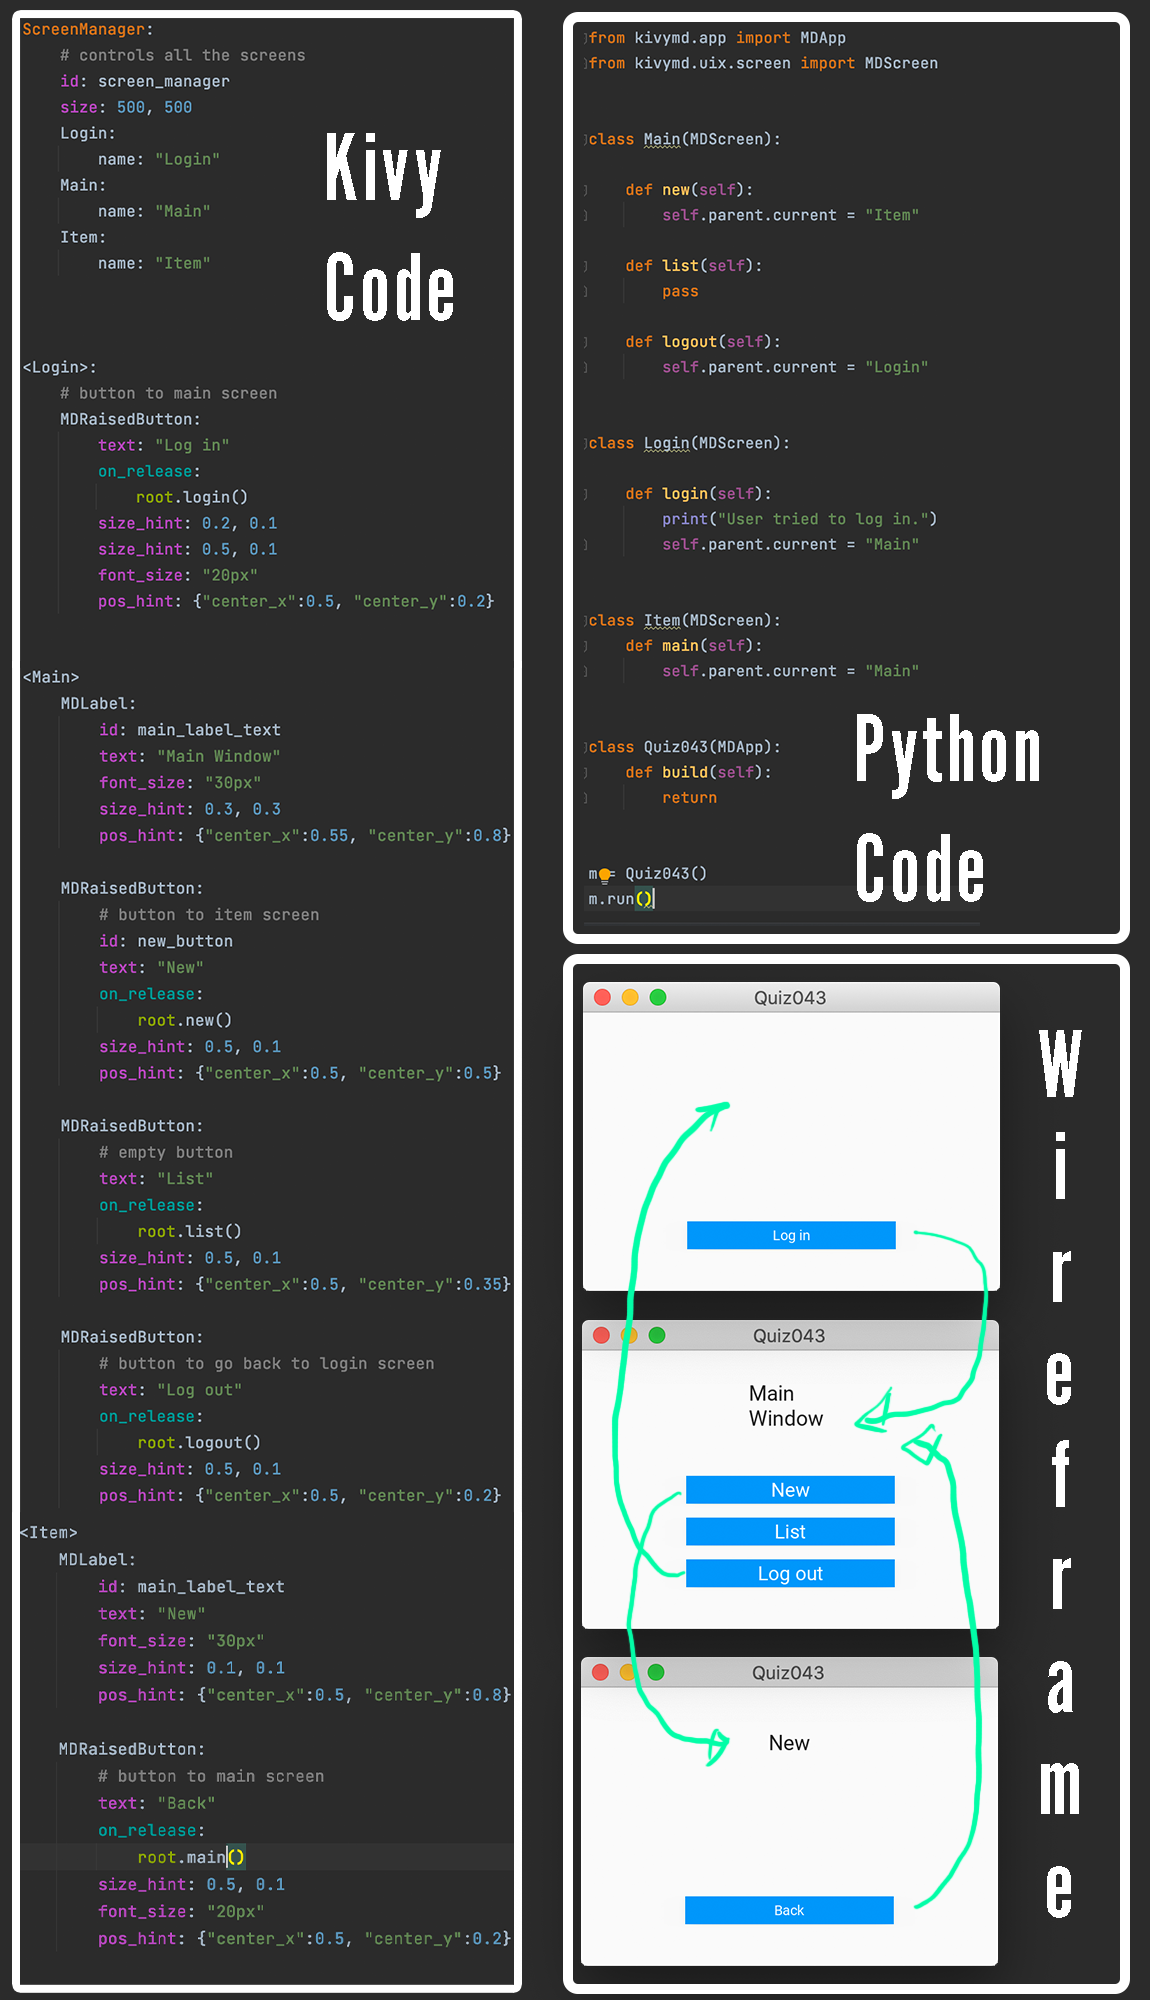 ScreenManager:
# controls all the screens
id: screen_manager
size: 500, 500
Login:
name: "Login"
Main:
name: "Main"
Item:
name: "Item"
Kivy
Code
<Login>:
# button to main screen
MDRaisedButton:
text: "Log in"
on_release:
root.login()
size_hint: 0.2, 0.1
size_hint: 0.5, 0.1
font_size: "20px"
pos_hint: {"center_x":0.5, "center_y":0.2}
<Main>
MDLabel:
id: main_label_text
text: "Main Window"
font_size: "30px"
size_hint: 0.3, 0.3
pos_hint: {"center_x":0.55, "center_y":0.8}
MDRaisedButton:
# button to item screen
id: new_button
text: "New"
on_release:
root.new()
size_hint: 0.5, 0.1
pos_hint: {"center_x":0.5, "center_y":0.5}
MDRaisedButton:
# empty button
text: "List"
on_release:
root.list()
size_hint: 0.5, 0.1
pos_hint: {"center_x":0.5, "center_y":0.35}
MDRaisedButton:
# button to go back to login screen
text: "Log out"
on_release:
root.logout()
size_hint: 0.5, 0.1
pos_hint: {"center_x":0.5, "center_y":0.2}
<Item>
MDLabel:
id: main_label_text
text: "New"
font_size: "30px"
size_hint: 0.1, 0.1
pos_hint: {"center_x":0.5, "center_y":0.8}
MDRaisedButton:
# button to main screen
text: "Back"
on_release:
root.main()
size_hint: 0.5, 0.1
font_size: "20px"
pos_hint: {"center_x":0.5, "center_y":0.2}
from kivymd.app import MDApp
from kivymd.uix.screen import MDScreen
class Main(MDScreen):
def new(self):
self.parent.current = "Item"
def list(self):
pass
def logout(self):
self.parent.current = "Login"
class Login(MDScreen):
def login(self):
print("User tried to log in.")
self.parent.current = "Main"
class Item(MDScreen):
def main(self):
self.parent.current = "Main"
class Quiz043(MDApp):
def build(self):
return
m = Quiz043()
m.run()
Python
Code
Quiz043
Log in
Quiz043
Main
Window
New
List
Log out
Quiz043
New
Back
Wireframe